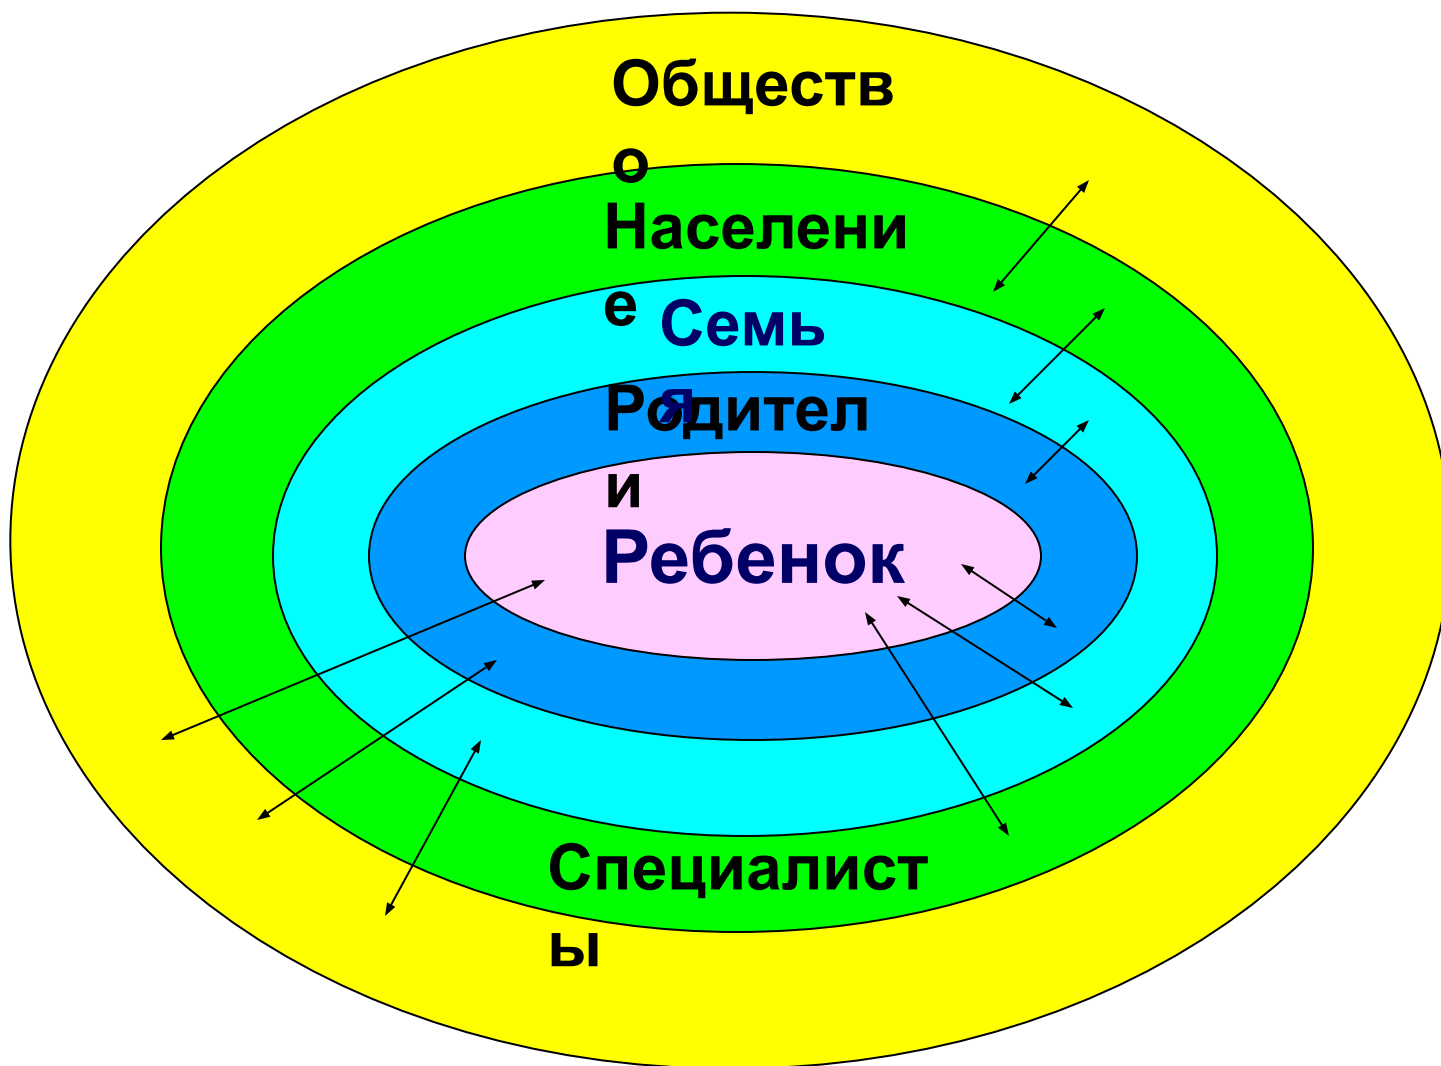 Обществ
о
Населени
е
Семь
я
Родител
и
Ребенок
Специалист
ы